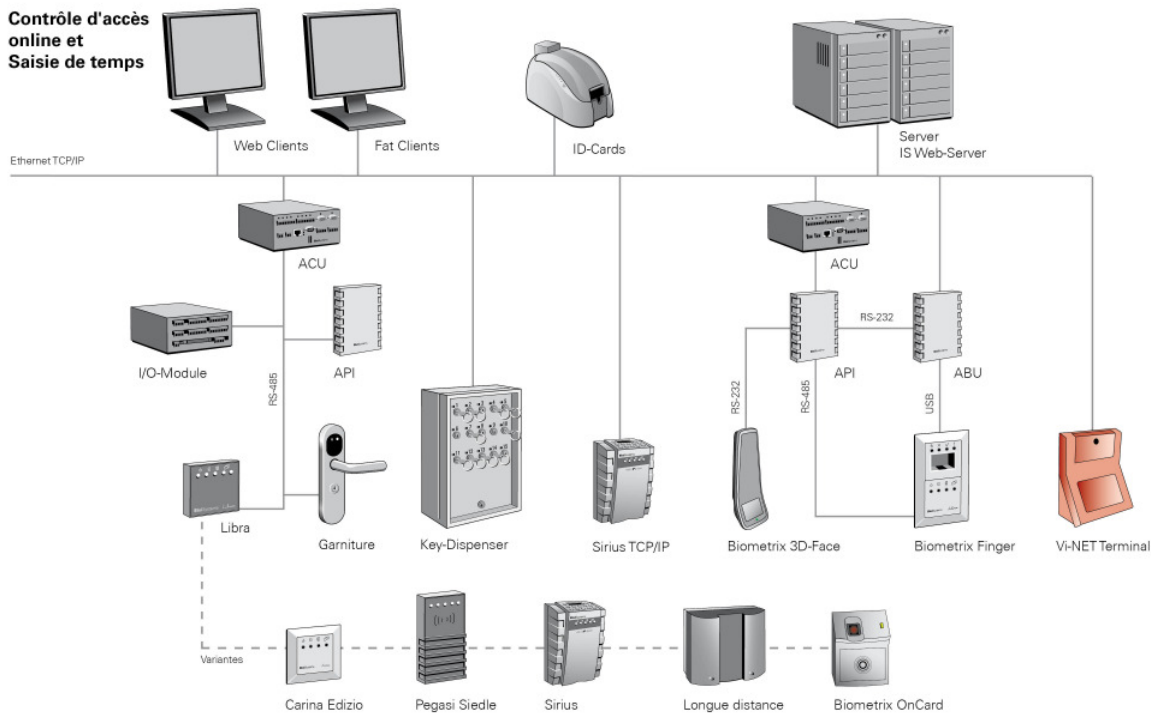 Contrôle d'accès
online et
Saisie de temps
Web Clients
Fat Clients
ID-Cards
Server
IS Web-Server
Ethernet TCP/IP
ACU
ACU
I/O-Module
API
RS-485
RS-232
API
ABU
RS-232
RS-485
USB
Libra
Garniture
Key-Dispenser
Sirius TCP/IP
Biometrix 3D-Face
Biometrix Finger
Vi-NET Terminal
Variantes
Carina Edizio
Pegasi Siedle
Sirius
Longue distance
Biometrix OnCard